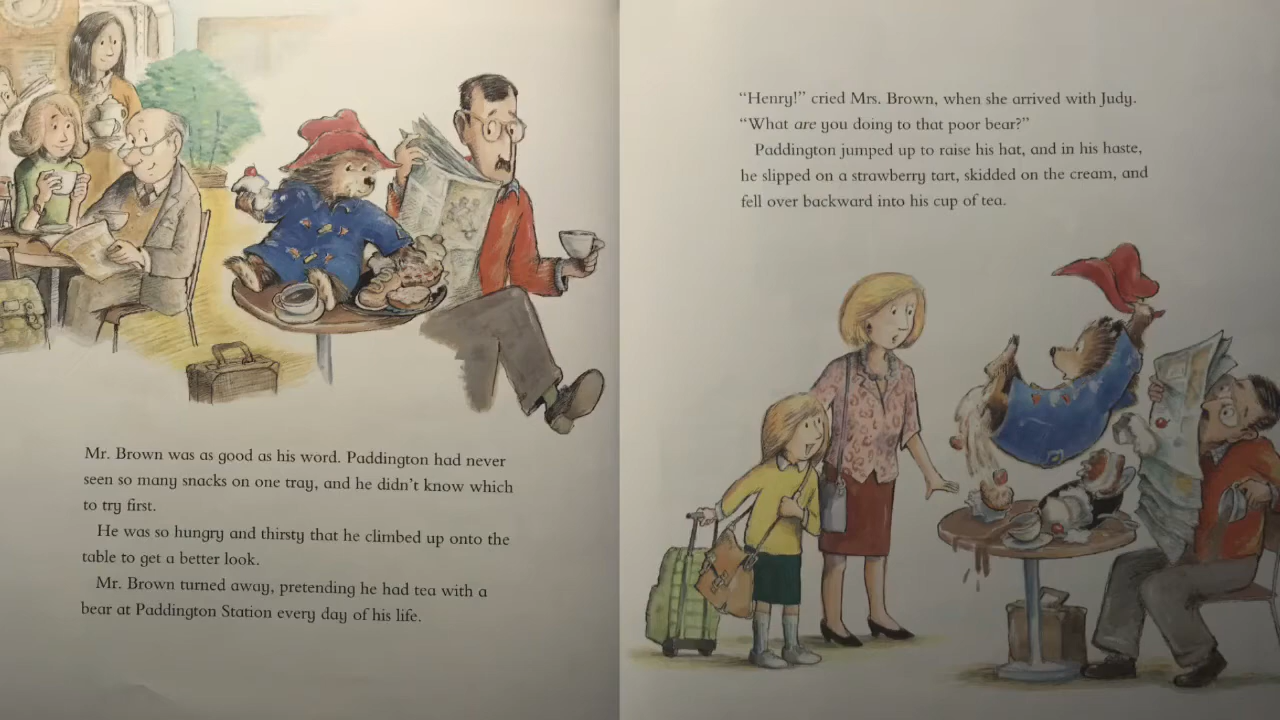 Mr. Brown was as good as his word. Paddington had never
seen so many snacks on one tray, and he didn't know which
to try first.
He was so hungry and thirsty that he climbed up onto the
table to get a better look.
Mr. Brown turned away, pretending he had tea with a
bear at Paddington Station every day of his life.
“Henry!” cried Mrs. Brown, when she arrived with Judy.
“What are you doing to that poor bear?”
Paddington jumped up to raise his hat, and in his haste,
he slipped on a strawberry tart, skidded on the cream, and
fell over backward into his cup of tea.